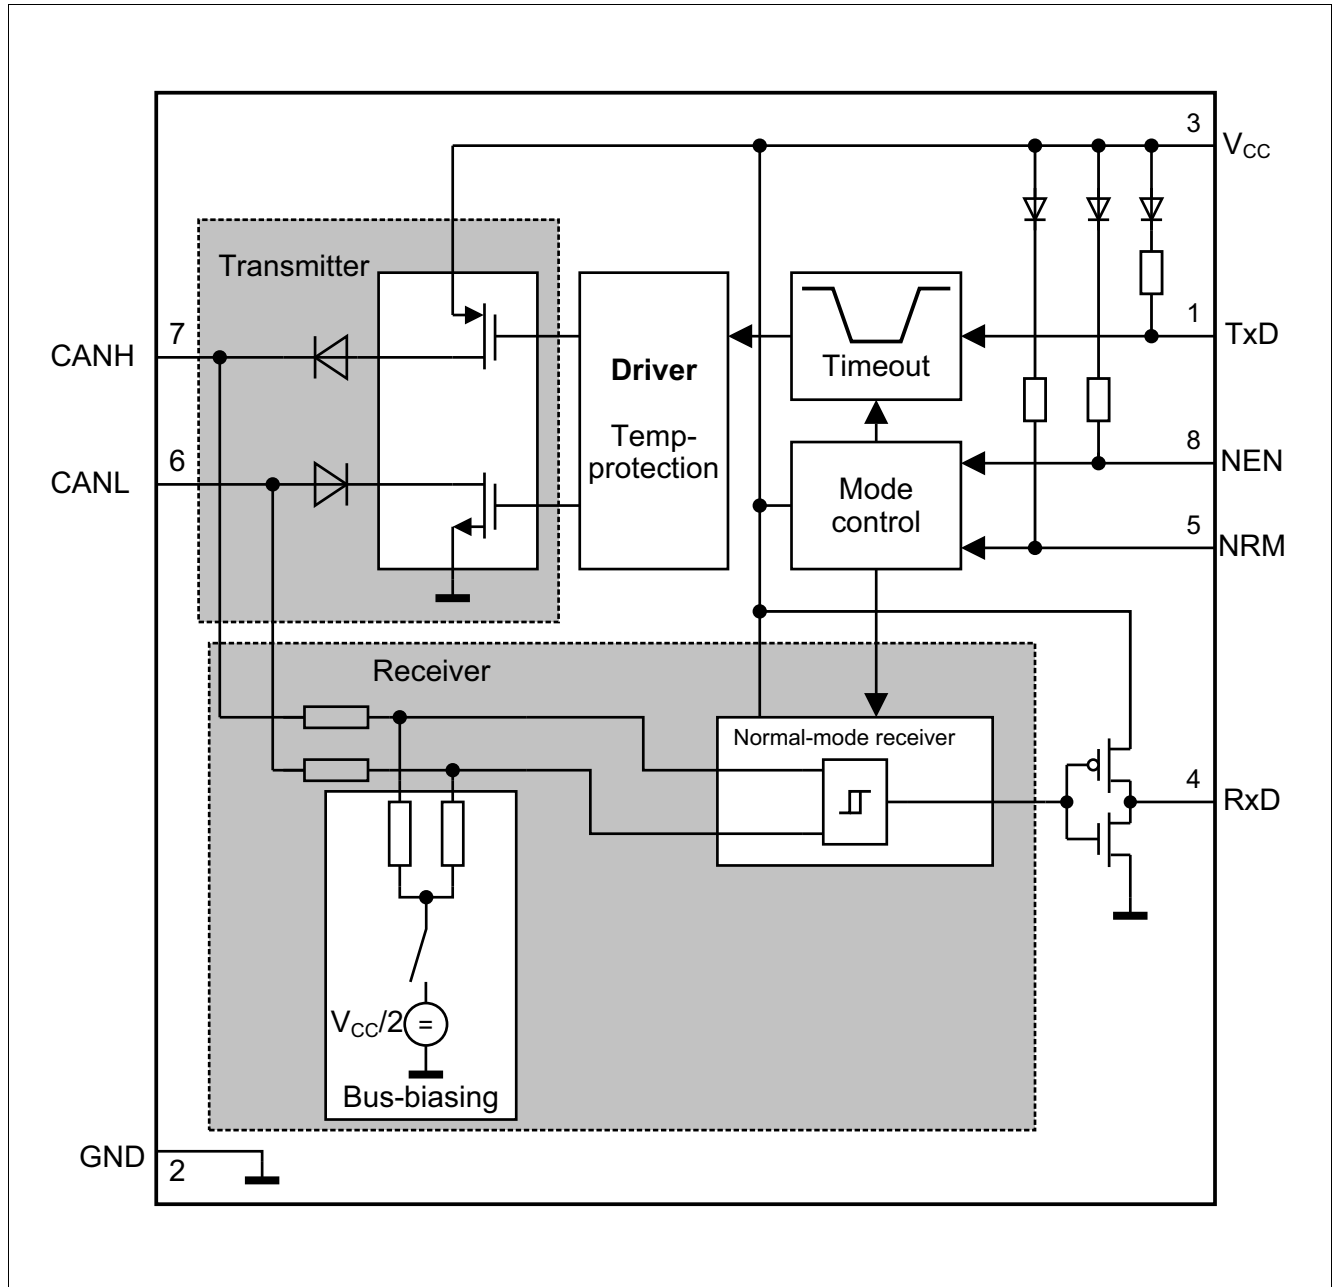 3
VCC
Transmitter
7
CANH
Driver
Timeout
1
TxD
Temp-
protection
6
CANL
8
NEN
Mode
control
5
NRM
Receiver
Normal-mode receiver
4
RxD
VCC/2
=
Bus-biasing
GND
2